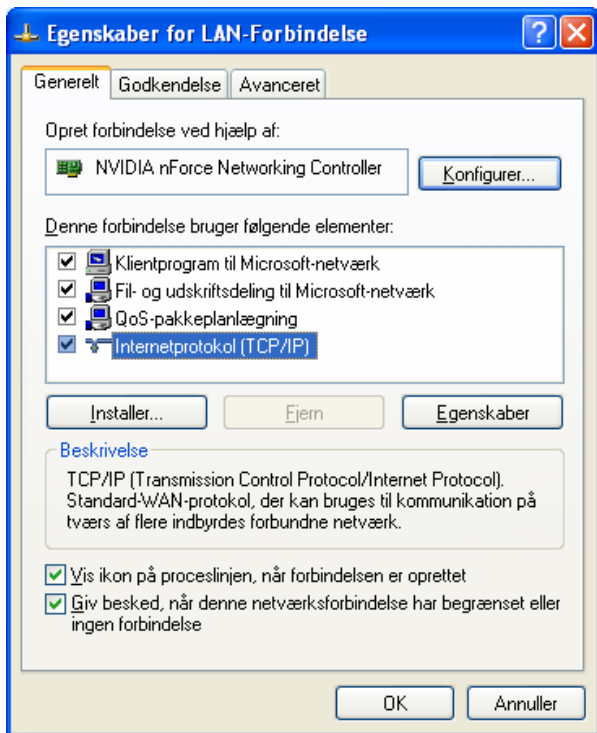 Egenskaber for LAN-Forbindelse
Generelt Godkendelse Avanceret
Opret forbindelse ved hjælp af:
NVIDIA nForce Networking Controller Konfigurer...
Denne forbindelse bruger følgende elementer:
Klientprogram til Microsoft-netværk
Fil- og udskriftsdeling til Microsoft-netværk
QoS-pakkeplanlægning
Internetprotokol (TCP/IP)
Installer... Fjern Egenskaber
Beskrivelse
TCP/IP (Transmission Control Protocol/Internet Protocol).
Standard-WAN-protokol, der kan bruges til kommunikation på
tværs af flere indbyrdes forbundne netværk.
Vis ikon på proceslinjen, når forbindelsen er oprettet
Giv besked, når denne netværksforbindelse har begrænset eller
ingen forbindelse
OK Annuller